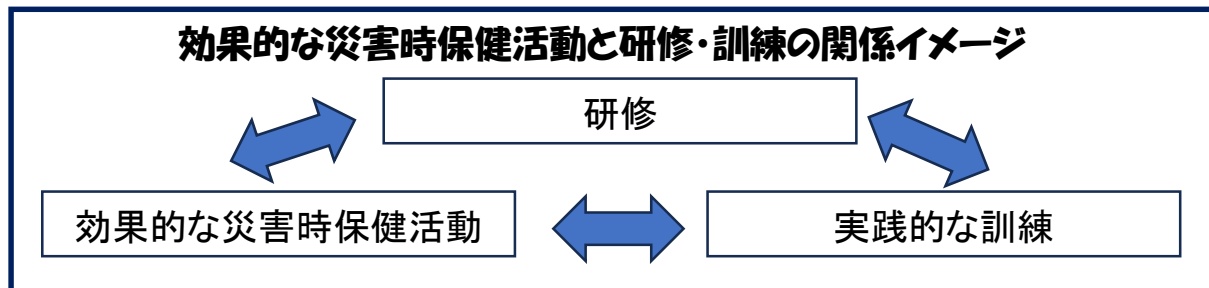 効果的な災害時保健活動と研修・訓練の関係イメージ
研修
効果的な災害時保健活動
実践的な訓練